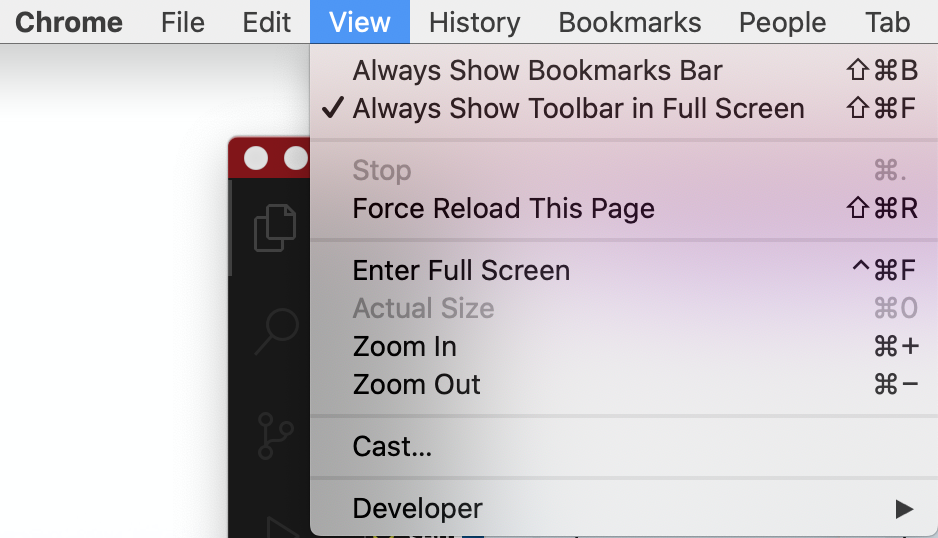 Chrome File Edit View History Bookmarks People Tab
Always Show Bookmarks Bar ⇧⌘B
✓ Always Show Toolbar in Full Screen ⇧⌘F
Stop ⌘.
Force Reload This Page ⇧⌘R
Enter Full Screen ^⌘F
Actual Size ⌘0
Zoom In ⌘+
Zoom Out ⌘−
Cast...
Developer ▶